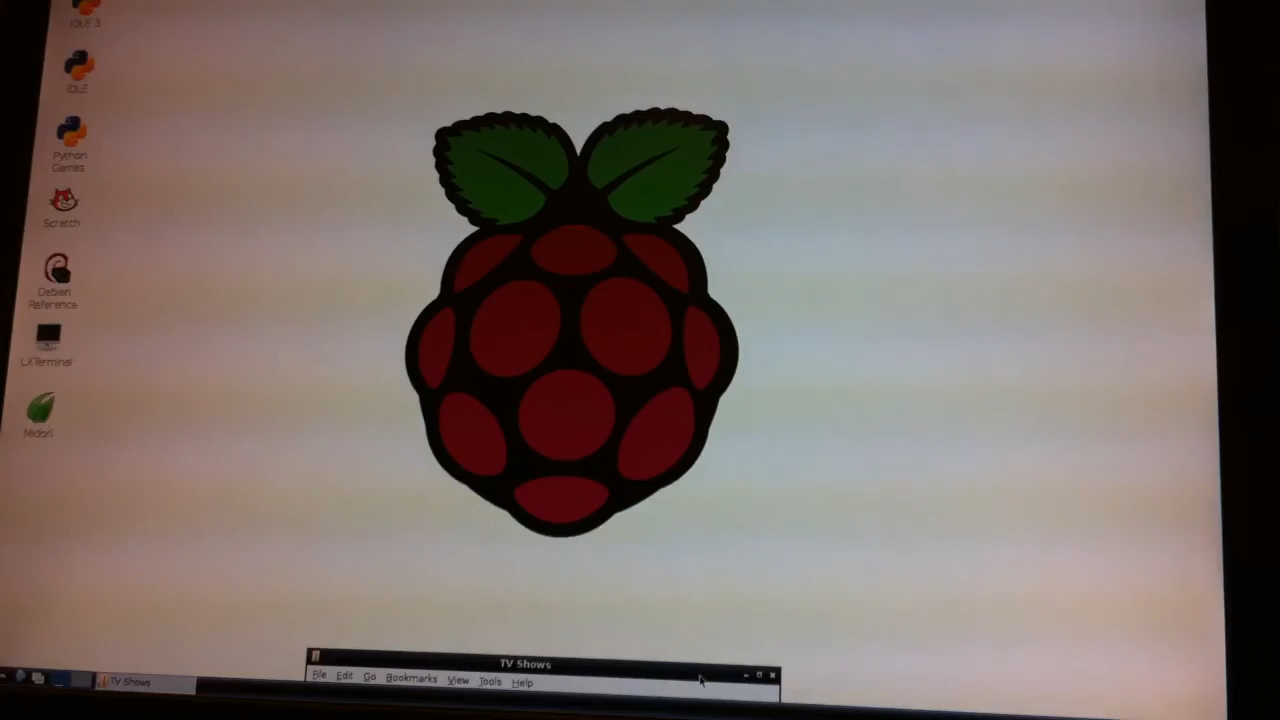 IDLE 3
IDLE
Python
Games
Scratch
Debian
Reference
LXTerminal
Midori
TV Shows
File Edit Go Bookmarks View Tools Help
TV Shows